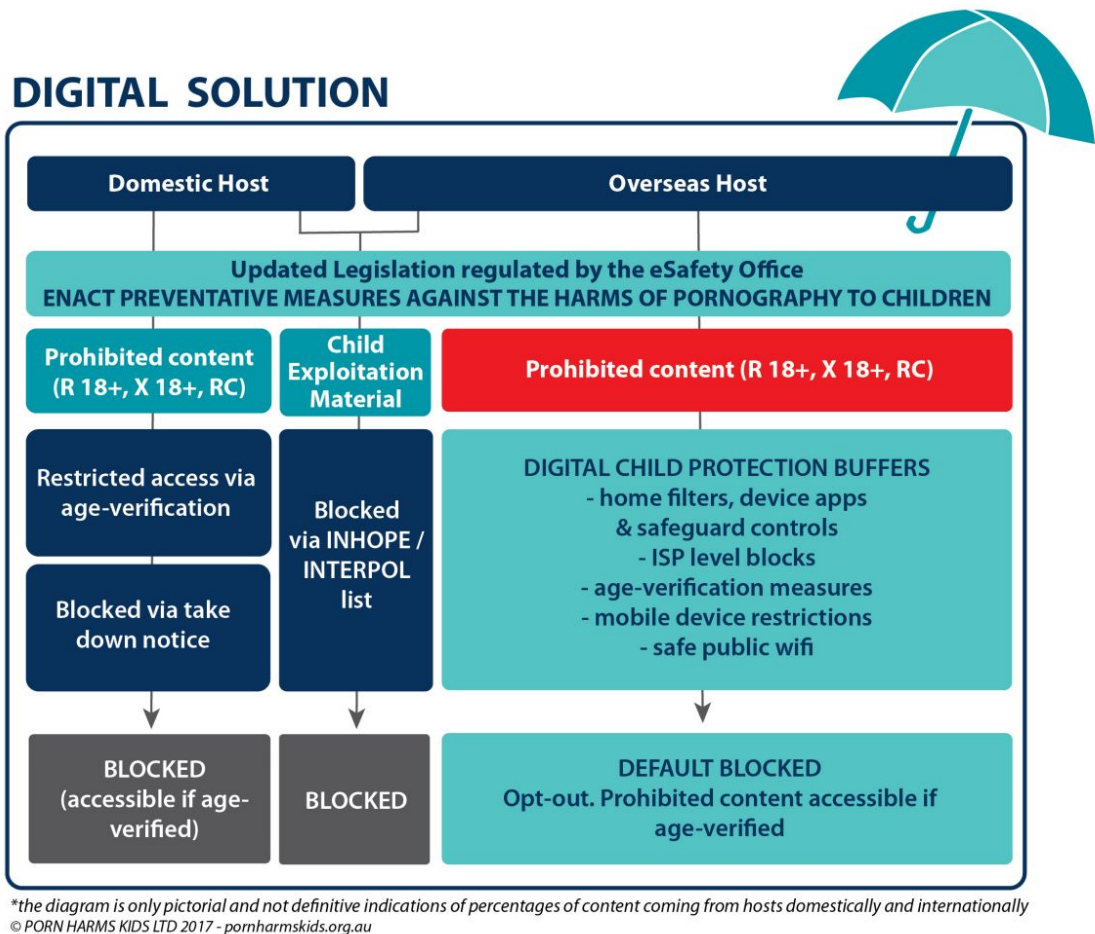 DIGITAL SOLUTION
Domestic Host
Overseas Host
Updated Legislation regulated by the eSafety Office
ENACT PREVENTATIVE MEASURES AGAINST THE HARMS OF PORNOGRAPHY TO CHILDREN
Prohibited content
(R 18+, X 18+, RC)
Child
Exploitation
Material
Prohibited content (R 18+, X 18+, RC)
Restricted access via
age-verification
Blocked via take
down notice
Blocked
via INHOPE /
INTERPOL
list
DIGITAL CHILD PROTECTION BUFFERS
- home filters, device apps
& safeguard controls
- ISP level blocks
- age-verification measures
- mobile device restrictions
- safe public wifi
BLOCKED
(accessible if age-
verified)
BLOCKED
DEFAULT BLOCKED
Opt-out. Prohibited content accessible if
age-verified
*the diagram is only pictorial and not definitive indications of percentages of content coming from hosts domestically and internationally
© PORN HARMS KIDS LTD 2017 - pornharmskids.org.au